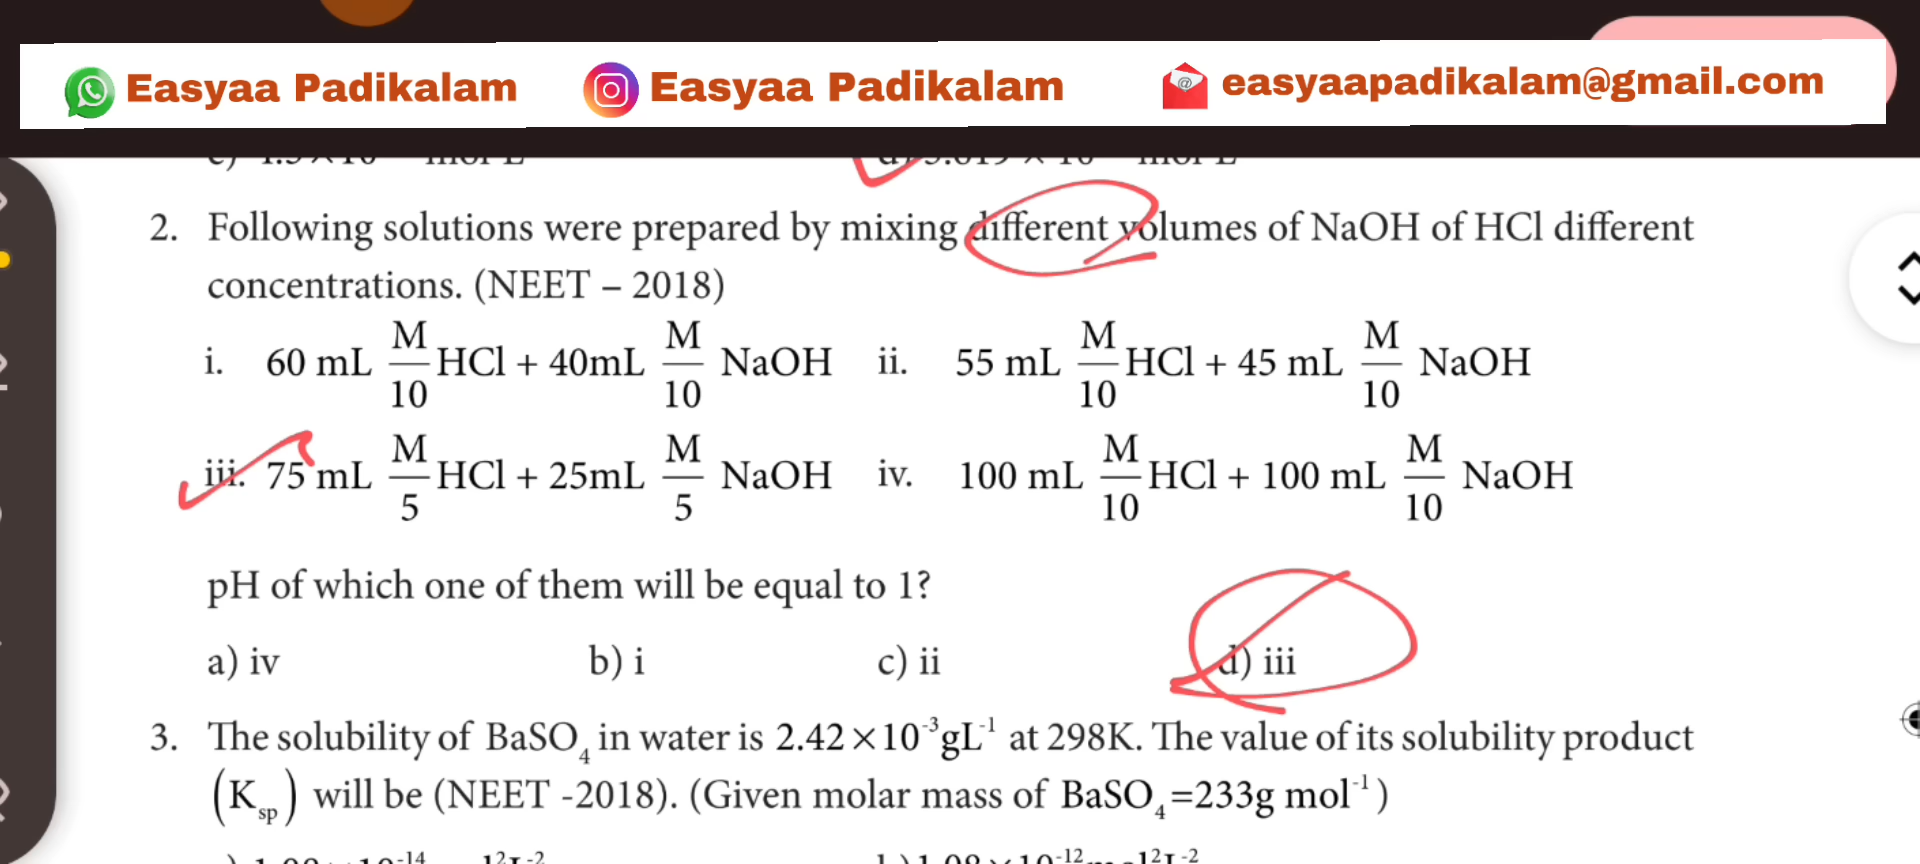 Easyaa Padikalam Easyaa Padikalam easyaapadikalam@gmail.com
2. Following solutions were prepared by mixing different volumes of NaOH of HCl different
concentrations. (NEET – 2018)
i. 60 mL M/10 HCl + 40mL M/10 NaOH ii. 55 mL M/10 HCl + 45 mL M/10 NaOH
iii. 75 mL M/5 HCl + 25mL M/5 NaOH iv. 100 mL M/10 HCl + 100 mL M/10 NaOH
pH of which one of them will be equal to 1?
a) iv b) i c) ii d) iii
3. The solubility of BaSO₄ in water is 2.42×10⁻³gL⁻¹ at 298K. The value of its solubility product
(Ksp) will be (NEET -2018). (Given molar mass of BaSO₄=233g mol⁻¹)